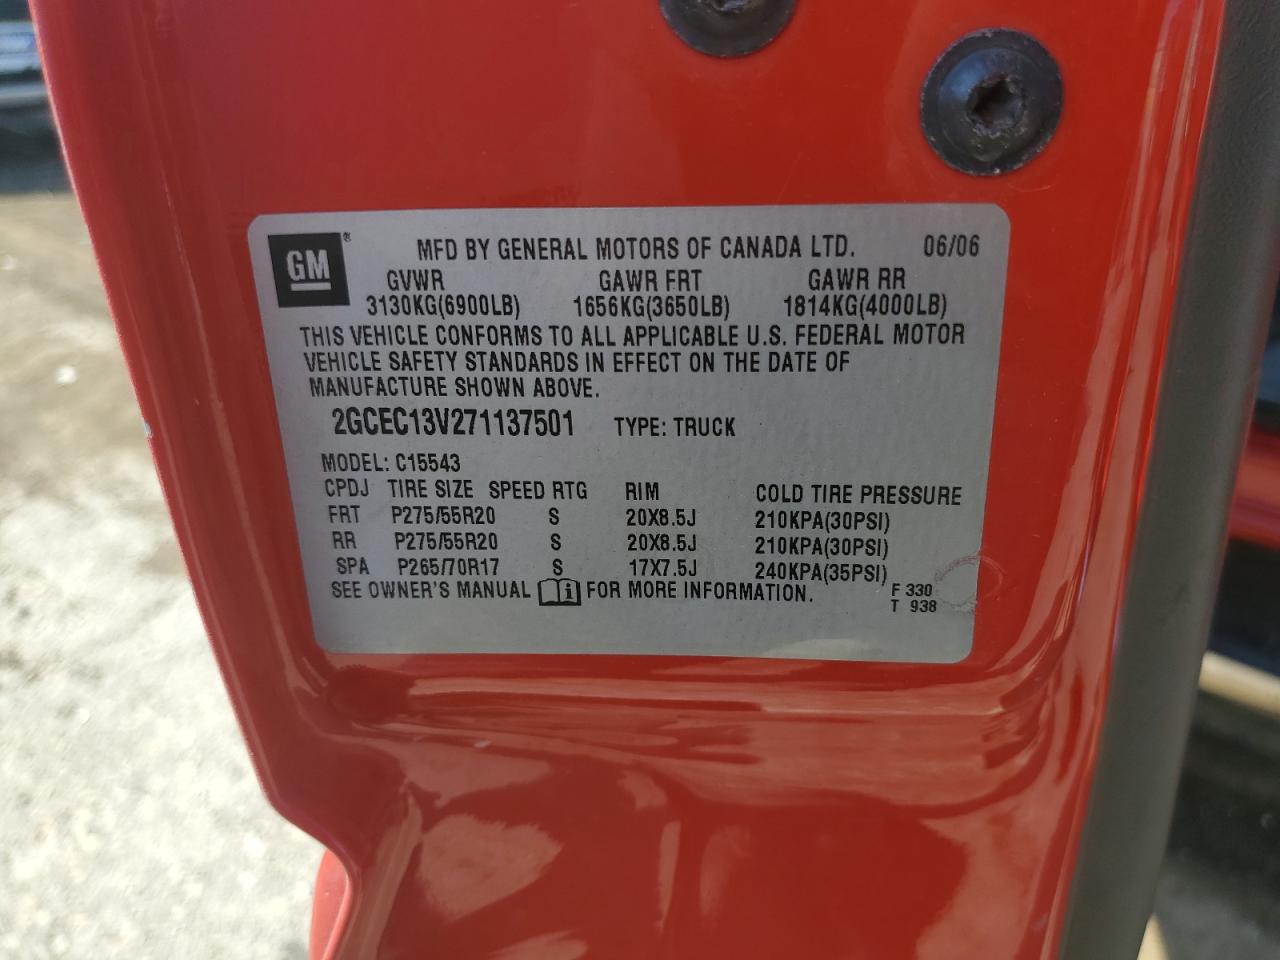 GM ® MFD BY GENERAL MOTORS OF CANADA LTD. 06/06
GVWR GAWR FRT GAWR RR
3130KG(6900LB) 1656KG(3650LB) 1814KG(4000LB)
THIS VEHICLE CONFORMS TO ALL APPLICABLE U.S. FEDERAL MOTOR
VEHICLE SAFETY STANDARDS IN EFFECT ON THE DATE OF
MANUFACTURE SHOWN ABOVE.
2GCEC13V271137501 TYPE: TRUCK
MODEL: C15543
CPDJ TIRE SIZE SPEED RTG RIM COLD TIRE PRESSURE
FRT P275/55R20 S 20X8.5J 210KPA(30PSI)
RR P275/55R20 S 20X8.5J 210KPA(30PSI)
SPA P265/70R17 S 17X7.5J 240KPA(35PSI)
SEE OWNER'S MANUAL i FOR MORE INFORMATION. F 330
T 938